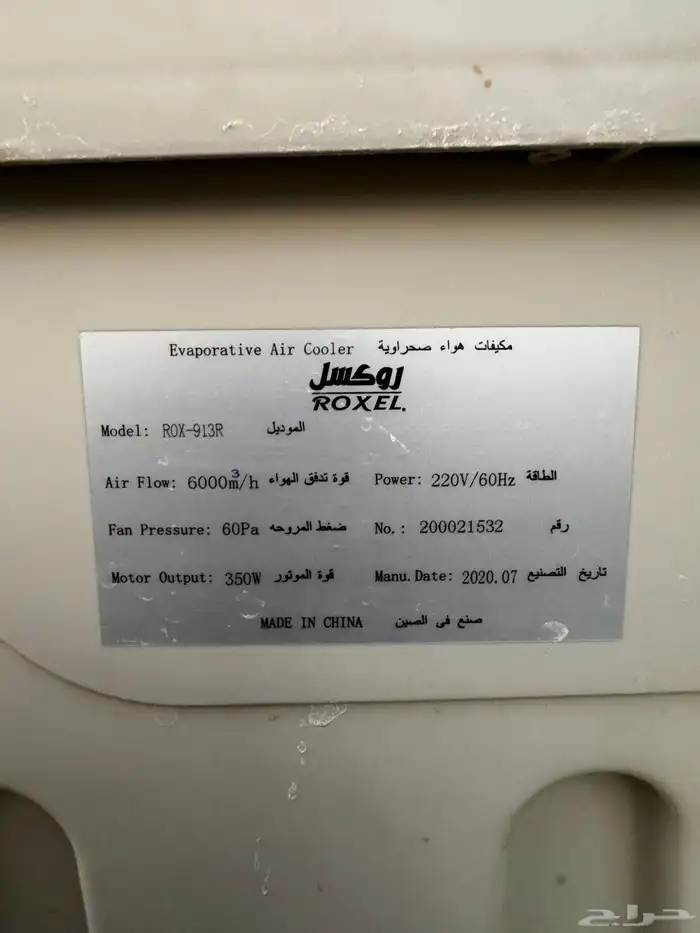 Evaporative Air Cooler مكيفات هواء صحراوية
روكسل
ROXEL.
Model: ROX-913R الموديل
Air Flow: 6000m³/h قوة تدفق الهواء Power: 220V/60Hz الطاقة
Fan Pressure: 60Pa ضغط المروحه No.: 200021532 رقم
Motor Output: 350W قوة الموتور Manu.Date: 2020.07 تاريخ التصنيع
MADE IN CHINA صنع فى الصين
حراج